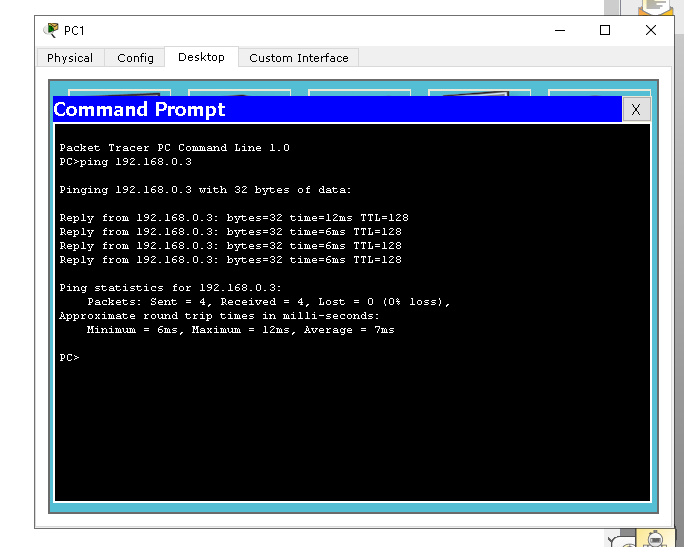 PC1
Physical Config Desktop Custom Interface
Command Prompt
X
Packet Tracer PC Command Line 1.0
PC>ping 192.168.0.3
Pinging 192.168.0.3 with 32 bytes of data:
Reply from 192.168.0.3: bytes=32 time=12ms TTL=128
Reply from 192.168.0.3: bytes=32 time=6ms TTL=128
Reply from 192.168.0.3: bytes=32 time=6ms TTL=128
Reply from 192.168.0.3: bytes=32 time=6ms TTL=128
Ping statistics for 192.168.0.3:
Packets: Sent = 4, Received = 4, Lost = 0 (0% loss),
Approximate round trip times in milli-seconds:
Minimum = 6ms, Maximum = 12ms, Average = 7ms
PC>